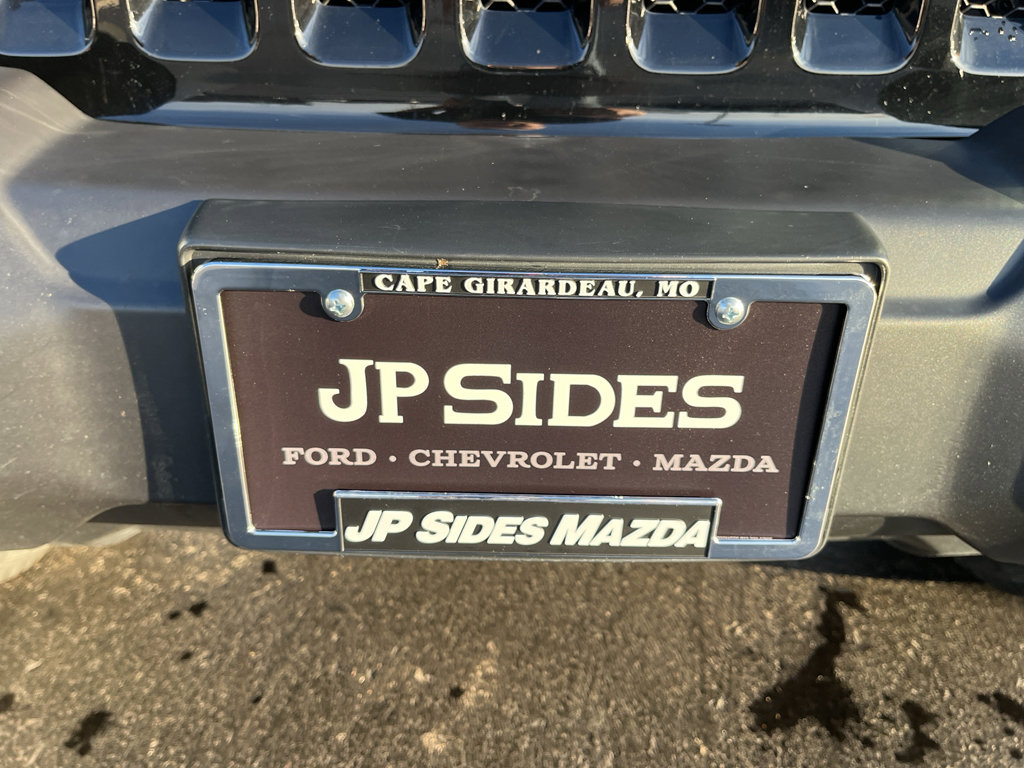 CAPE GIRARDEAU, MO
JP SIDES
FORD · CHEVROLET · MAZDA
JP SIDES MAZDA